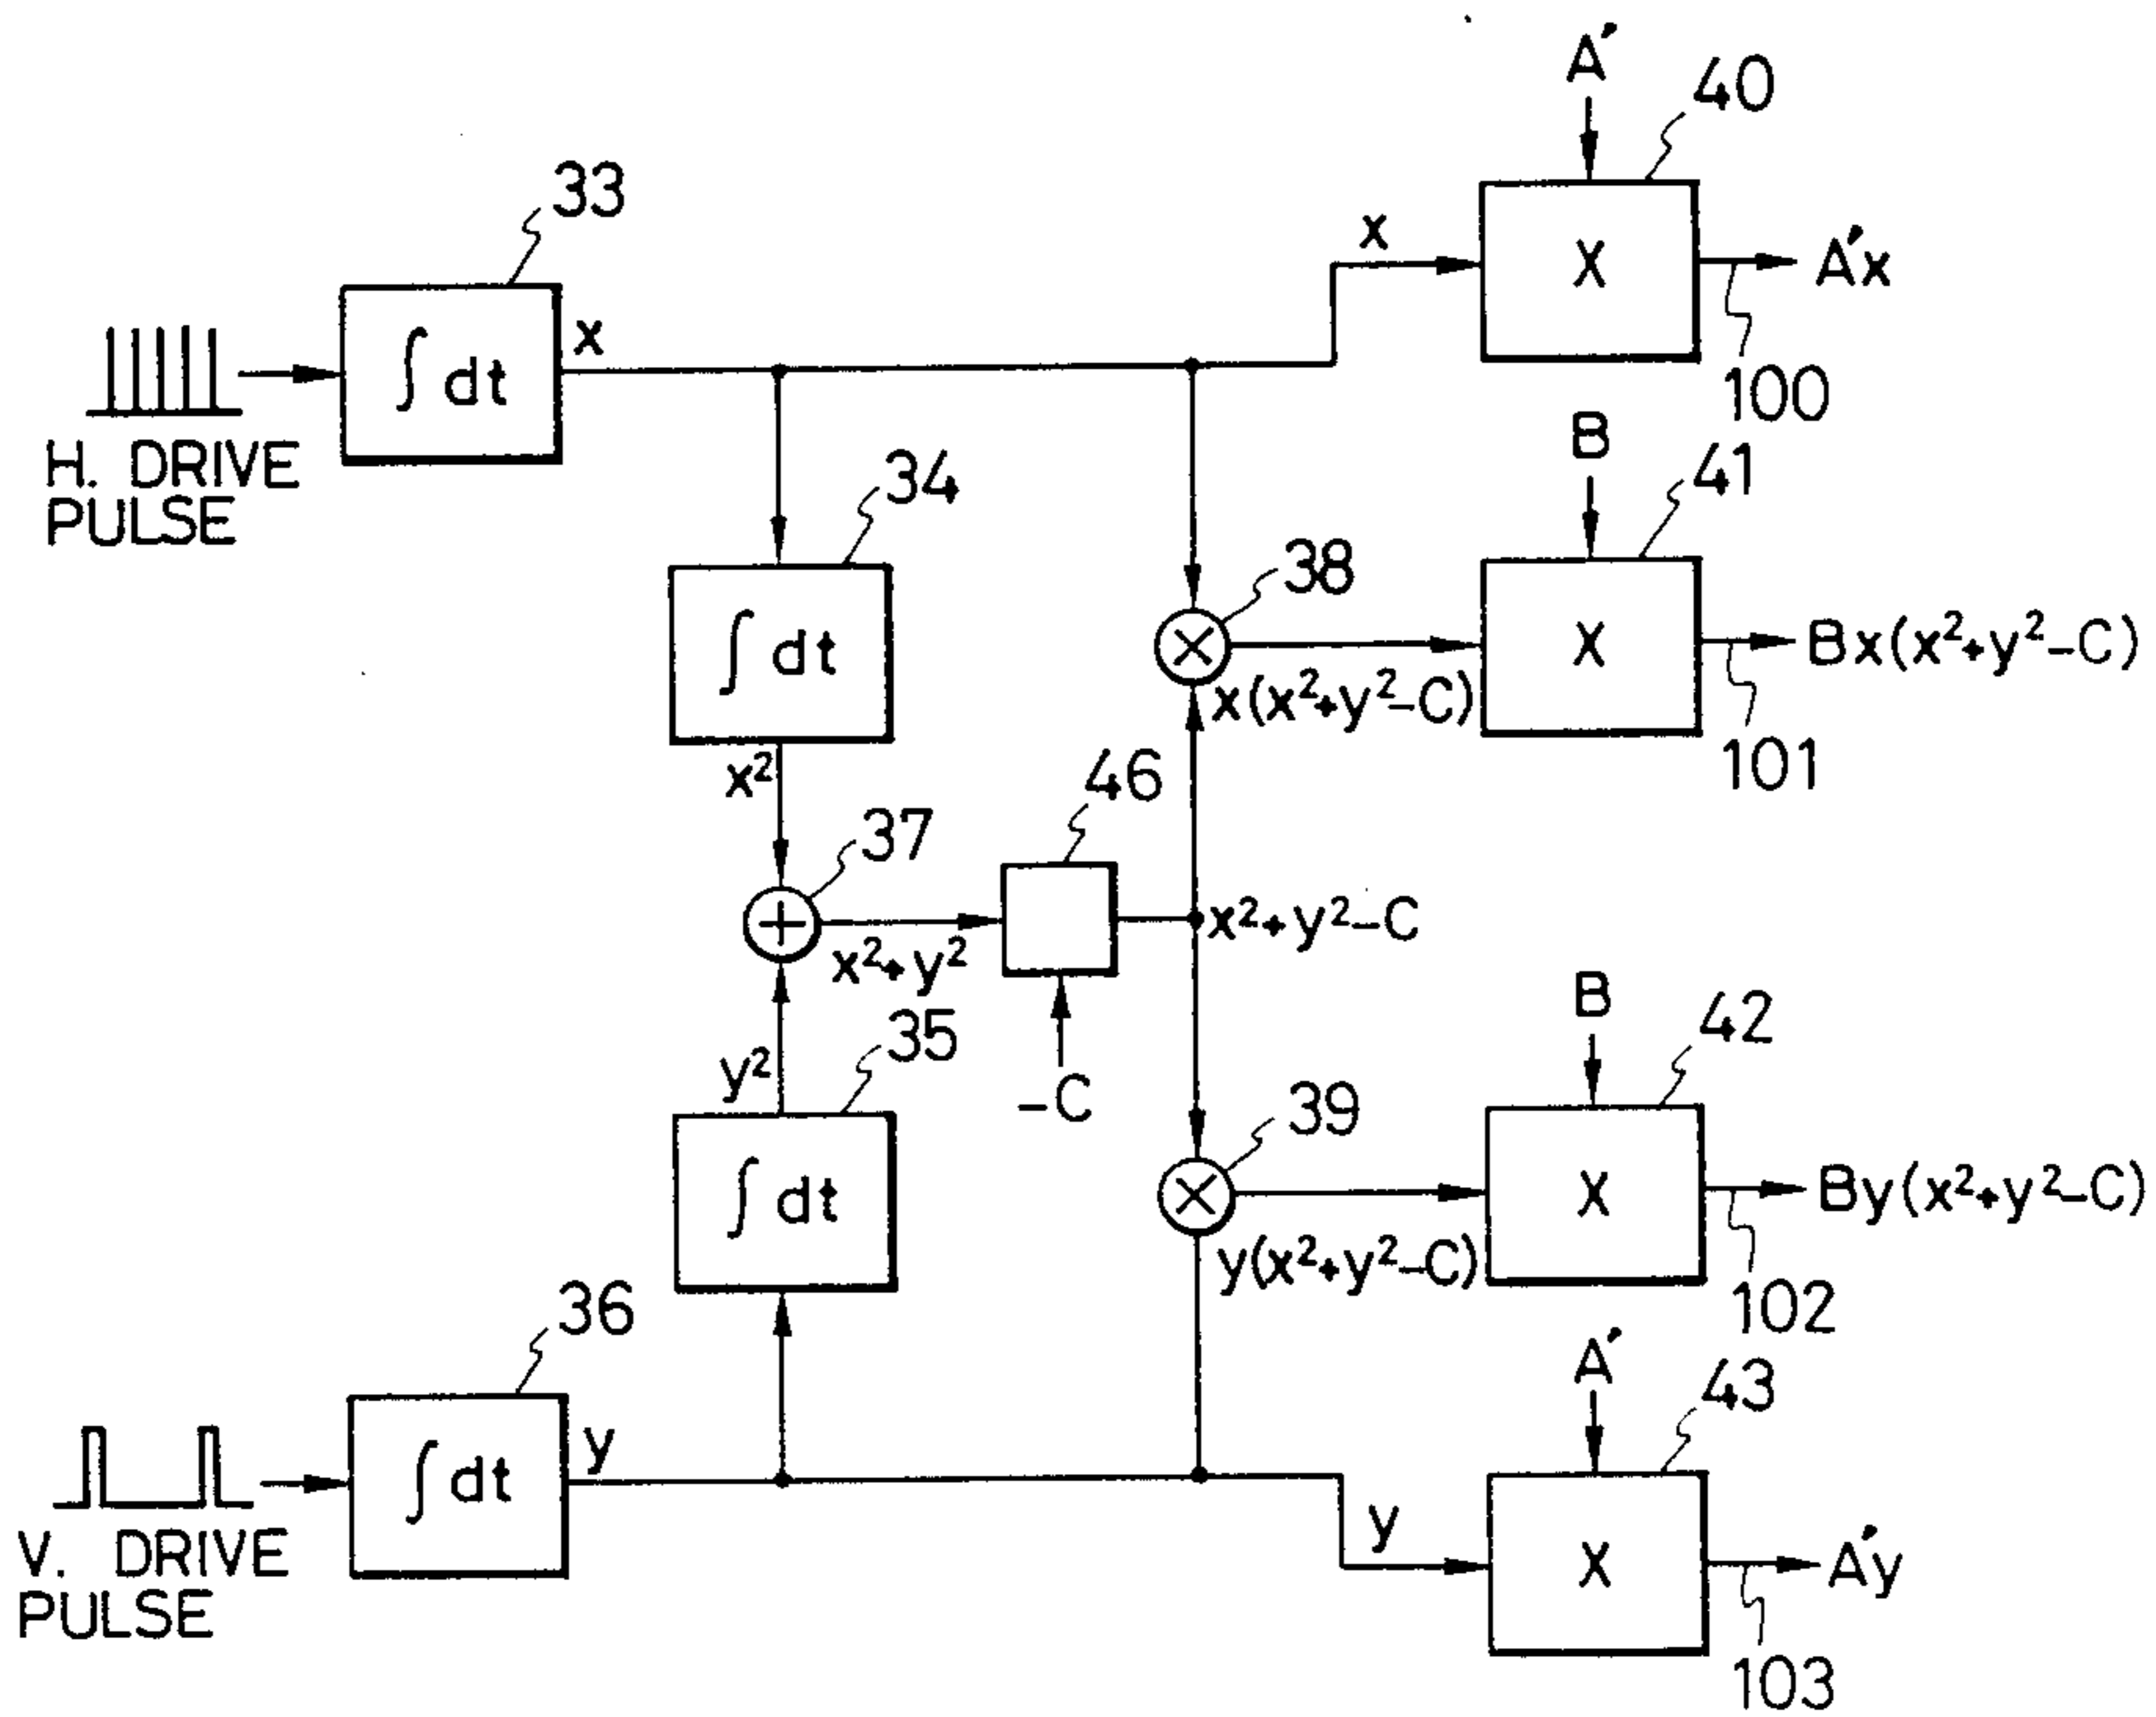 A′
40
33
x
X
A′x
x
∫dt
100
H. DRIVE
PULSE
B
41
34
38
∫dt
X
Bx(x²+y²-C)
x(x²+y²-C)
101
x²
46
37
+
x²+y²-C
x²+y²
B
42
35
y²
-C
39
∫dt
X
By(x²+y²-C)
y(x²+y²-C)
102
36
A′
43
y
∫dt
y
X
A′y
V. DRIVE
PULSE
103